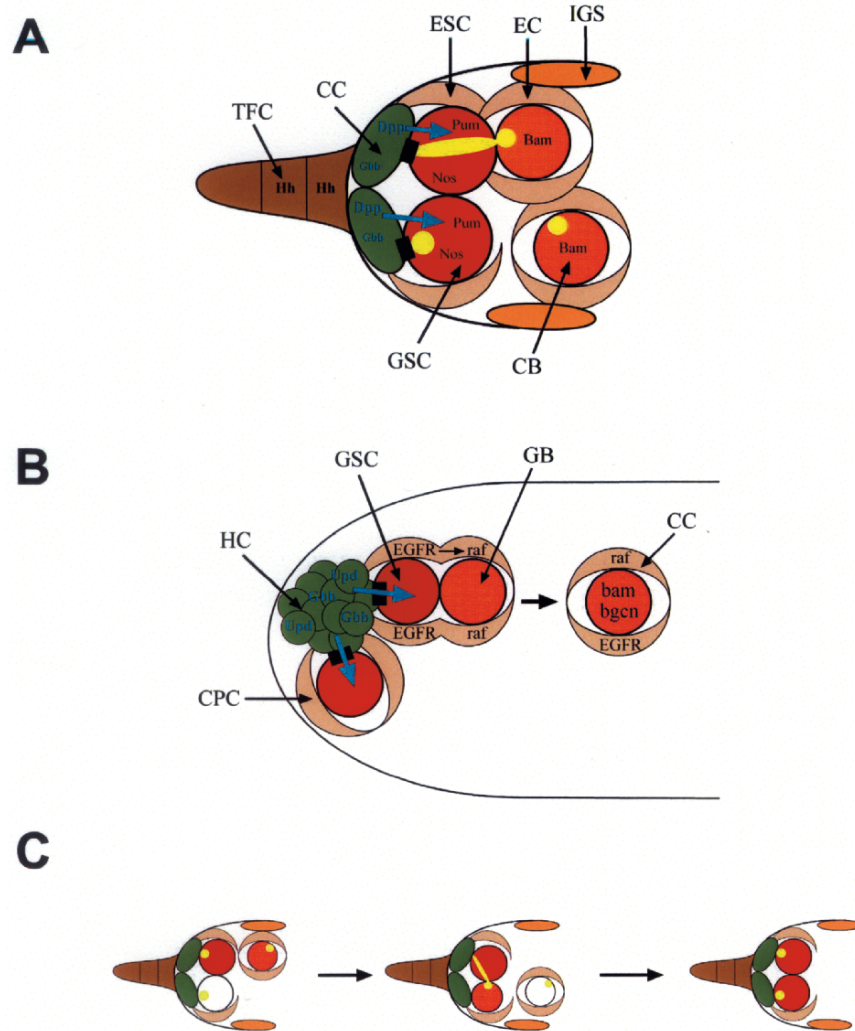 A
ESC
EC
IGS
CC
TFC
Dpp
Pum
Bam
Gbb
Hh
Hh
Nos
Dpp
Pum
Gbb
Nos
Bam
GSC
CB
B
GSC
GB
HC
CC
EGFR
raf
raf
Upd
Gbb
bam
bgcn
Upd
Gbb
EGFR
raf
EGFR
CPC
C